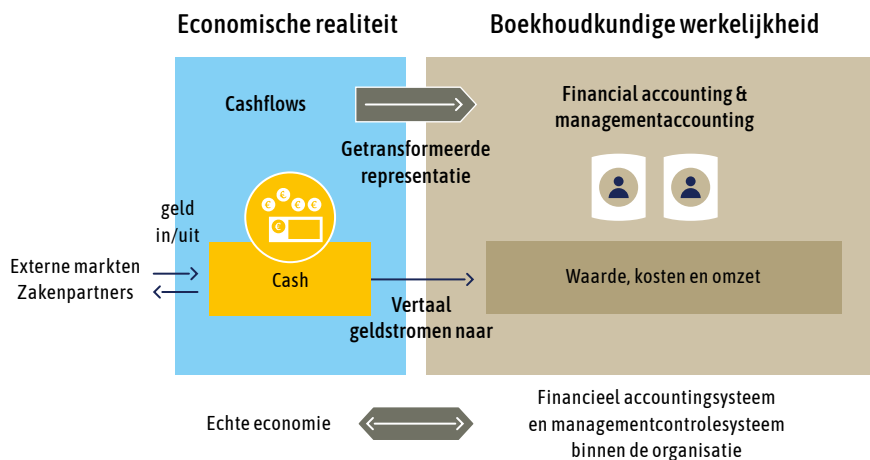 Economische realiteit
Boekhoudkundige werkelijkheid
Cashflows
Financial accounting &
managementaccounting
Getransformeerde
representatie
geld
in/uit
€
€
€
€
€
Externe markten
Zakenpartners
Cash
Waarde, kosten en omzet
Vertaal
geldstromen naar
Echte economie
Financieel accountingsysteem
en managementcontrolesysteem
binnen de organisatie